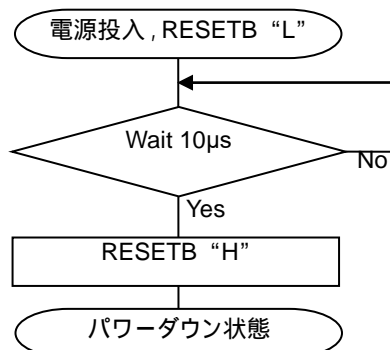 電源投入 , RESETB “L”
Wait 10µs
No
Yes
RESETB “H”
パワーダウン状態